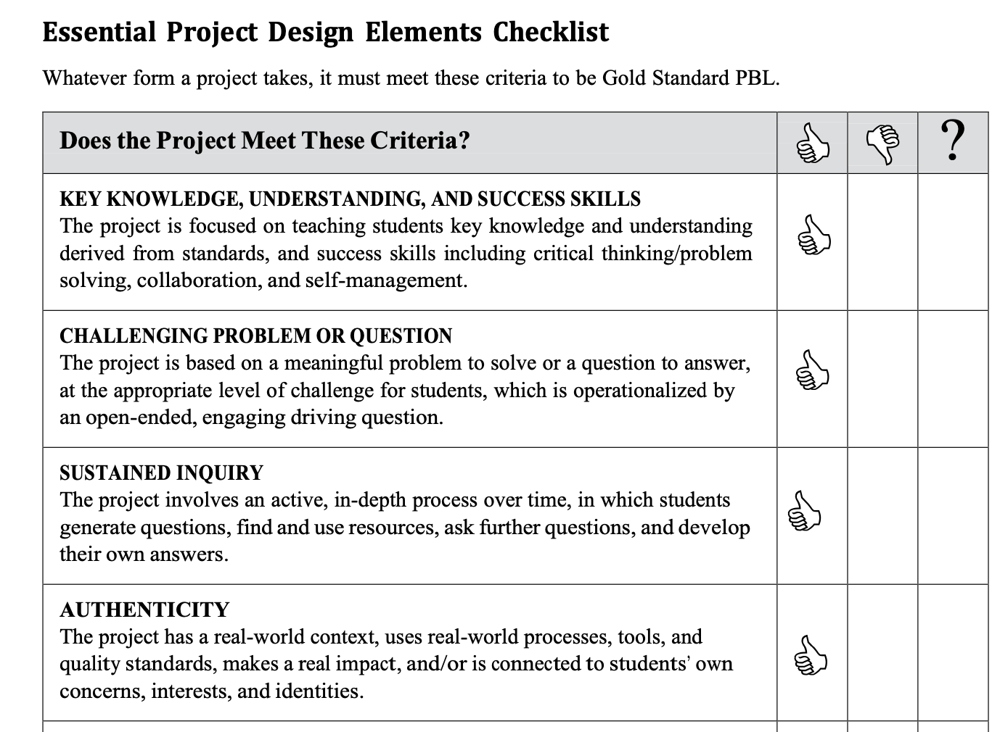 Essential Project Design Elements Checklist
Whatever form a project takes, it must meet these criteria to be Gold Standard PBL.
Does the Project Meet These Criteria?
?
KEY KNOWLEDGE, UNDERSTANDING, AND SUCCESS SKILLS
The project is focused on teaching students key knowledge and understanding
derived from standards, and success skills including critical thinking/problem
solving, collaboration, and self-management.
CHALLENGING PROBLEM OR QUESTION
The project is based on a meaningful problem to solve or a question to answer,
at the appropriate level of challenge for students, which is operationalized by
an open-ended, engaging driving question.
SUSTAINED INQUIRY
The project involves an active, in-depth process over time, in which students
generate questions, find and use resources, ask further questions, and develop
their own answers.
AUTHENTICITY
The project has a real-world context, uses real-world processes, tools, and
quality standards, makes a real impact, and/or is connected to students’ own
concerns, interests, and identities.